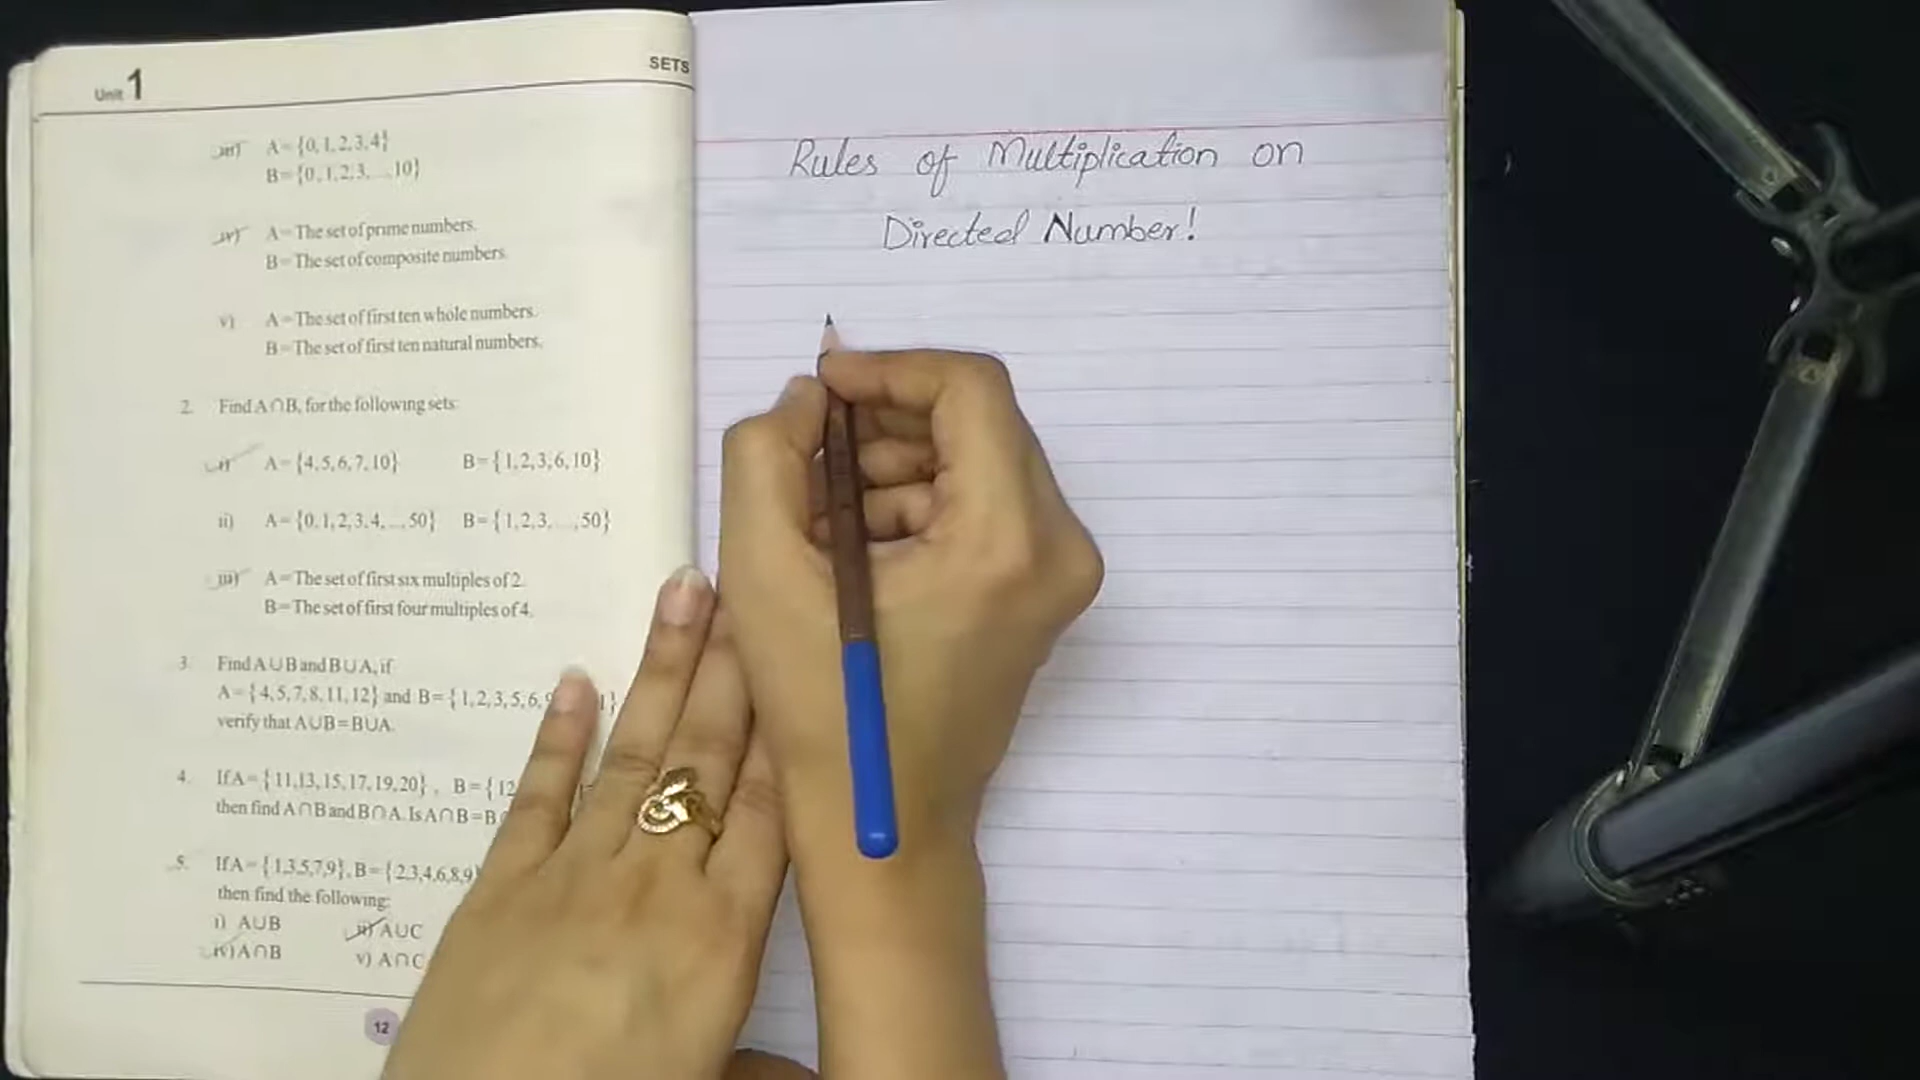 Unit 1
SETS
iii) A={0,1,2,3,4}
B={0,1,2,3,...,10}
iv) A=The set of prime numbers.
B=The set of composite numbers.
v) A=The set of first ten whole numbers.
B=The set of first ten natural numbers.
2. Find A∩B, for the following sets
i) A={4,5,6,7,10} B={1,2,3,6,10}
ii) A={0,1,2,3,4,...,50} B={1,2,3,...,50}
iii) A=The set of first six multiples of 2.
B=The set of first four multiples of 4.
3. Find A∪B and B∪A, if
A={4,5,7,8,11,12} and B={1,2,3,5,6,
verify that A∪B=B∪A.
4. If A={11,13,15,17,19,20}, B={12
then find A∩B and B∩A. Is A∩B=B
5. If A={1,3,5,7,9}, B={2,3,4,6,8,9}
then find the following:
i) A∪B ii) A∪C
iv) A∩B v) A∩C
12
Rules of Multiplication on
Directed Number!